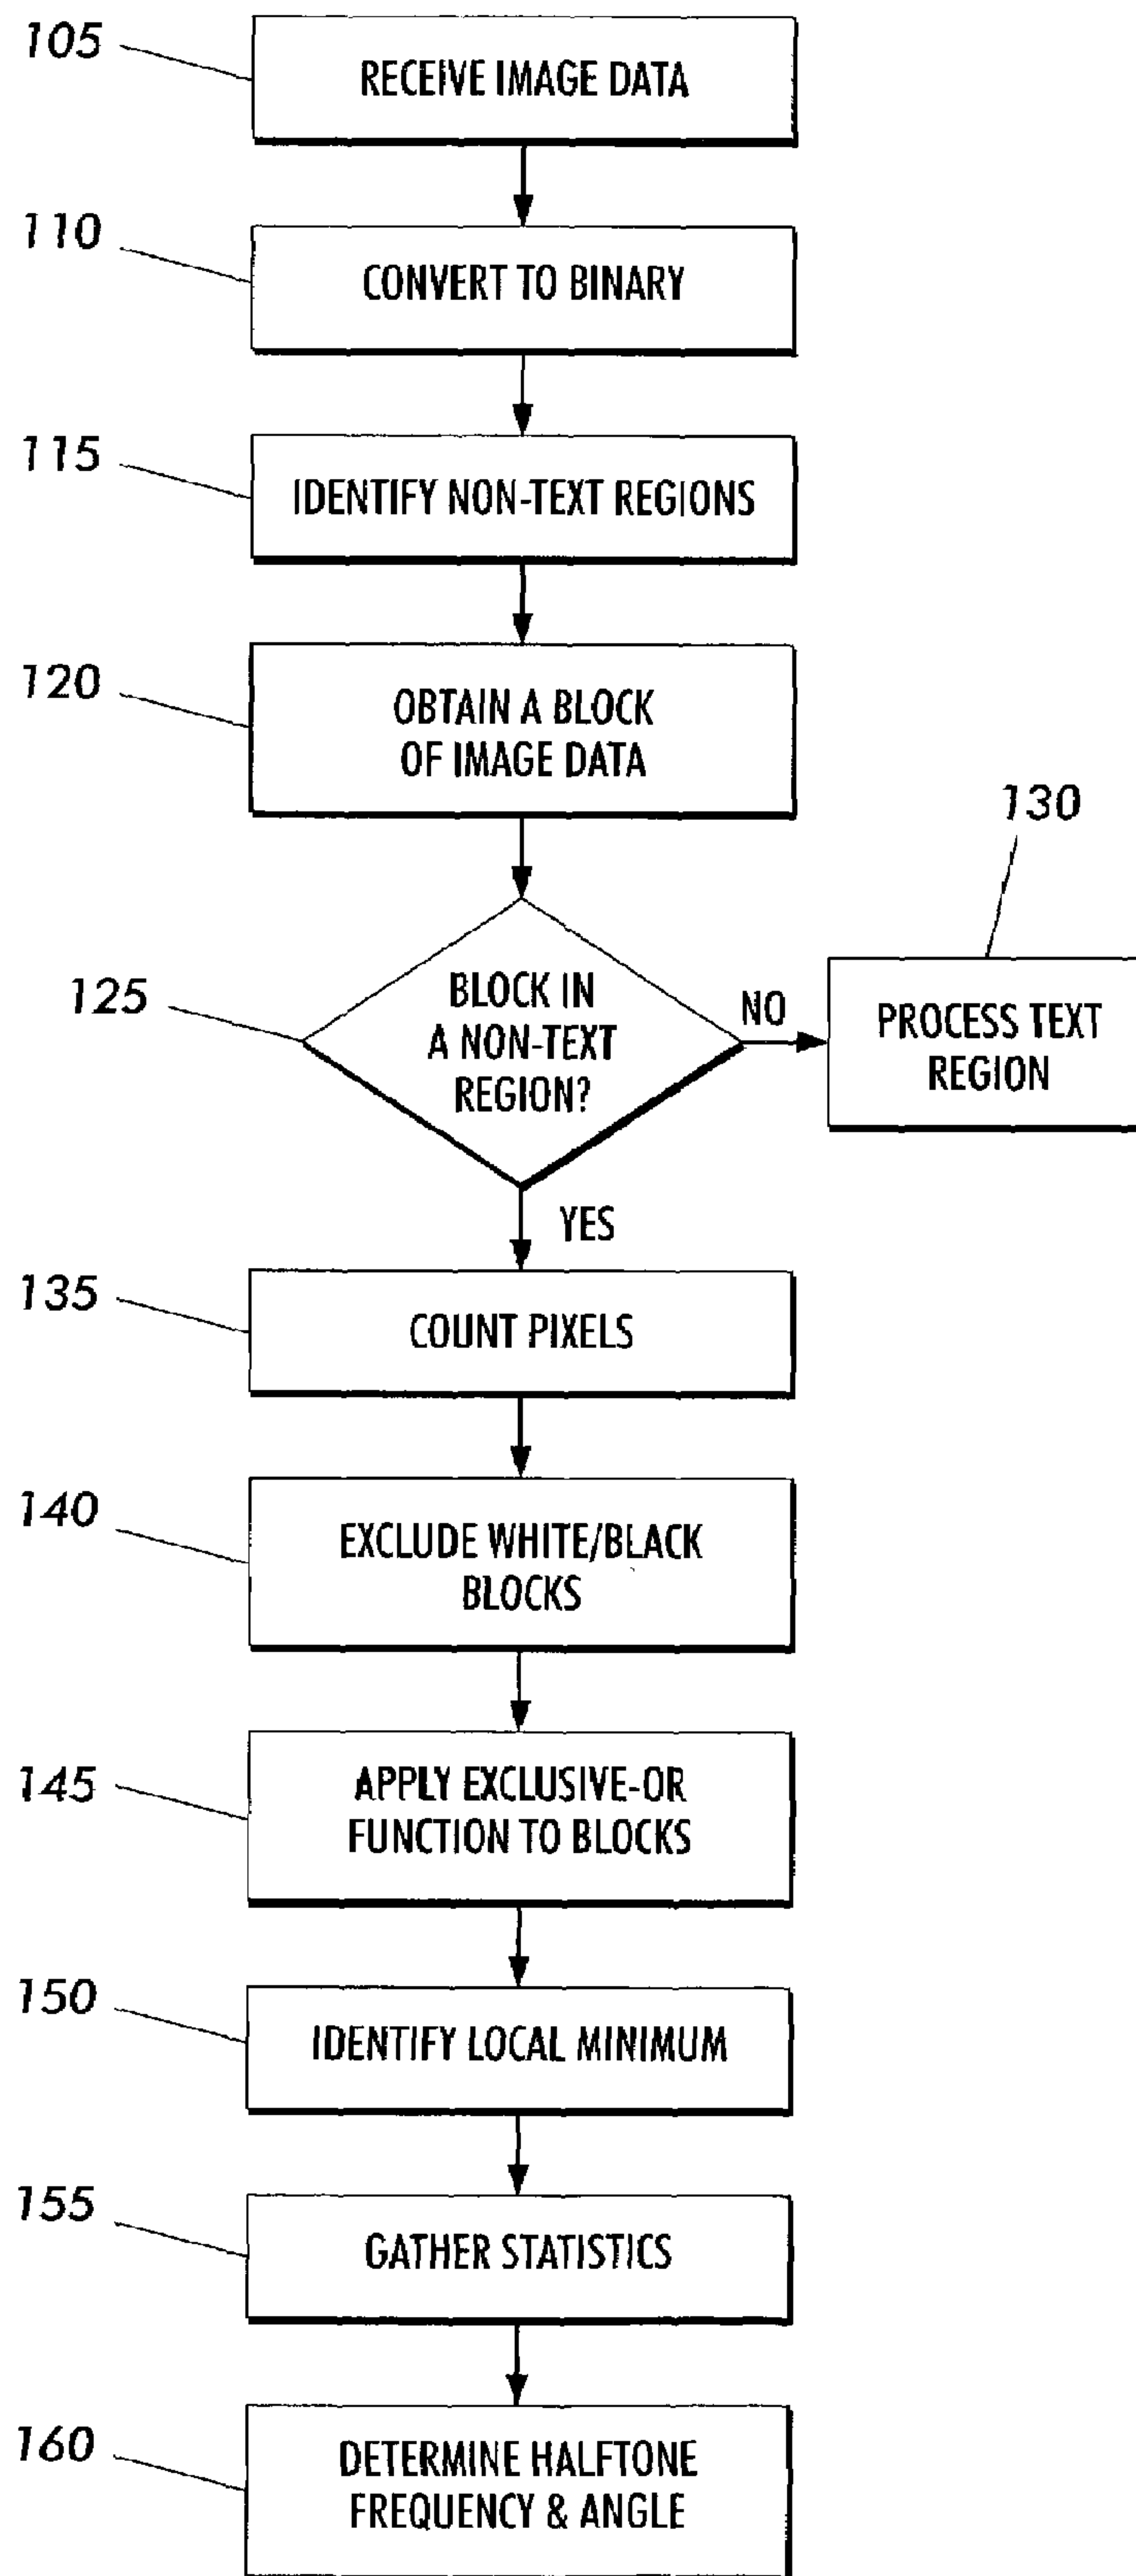 105
RECEIVE IMAGE DATA
110
CONVERT TO BINARY
115
IDENTIFY NON-TEXT REGIONS
120
OBTAIN A BLOCK
OF IMAGE DATA
125
BLOCK IN
A NON-TEXT
REGION?
NO
130
PROCESS TEXT
REGION
YES
135
COUNT PIXELS
140
EXCLUDE WHITE/BLACK
BLOCKS
145
APPLY EXCLUSIVE-OR
FUNCTION TO BLOCKS
150
IDENTIFY LOCAL MINIMUM
155
GATHER STATISTICS
160
DETERMINE HALFTONE
FREQUENCY & ANGLE